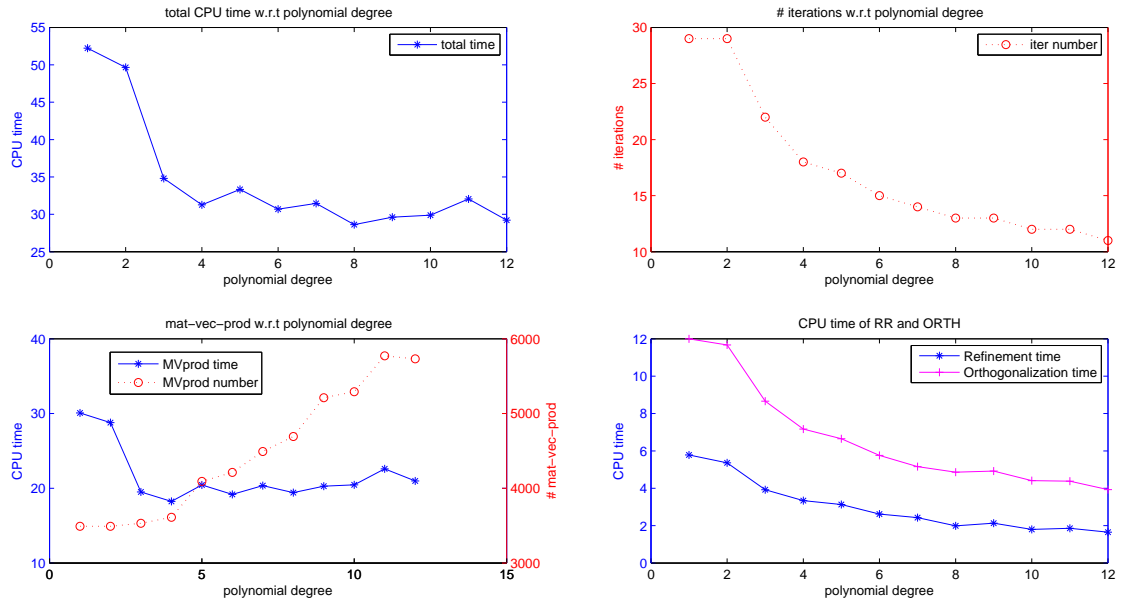 total CPU time w.r.t polynomial degree
55
50
45
40
35
30
25
CPU time
total time
0 2 4 6 8 10 12
polynomial degree
# iterations w.r.t polynomial degree
30
25
20
15
10
# iterations
iter number
0 2 4 6 8 10 12
polynomial degree
mat-vec-prod w.r.t polynomial degree
40
30
20
10
CPU time
MVprod time
MVprod number
6000
5000
4000
3000
# mat-vec-prod
0 5 10 15
polynomial degree
CPU time of RR and ORTH
12
10
8
6
4
2
0
CPU time
Refinement time
Orthogonalization time
0 2 4 6 8 10 12
polynomial degree